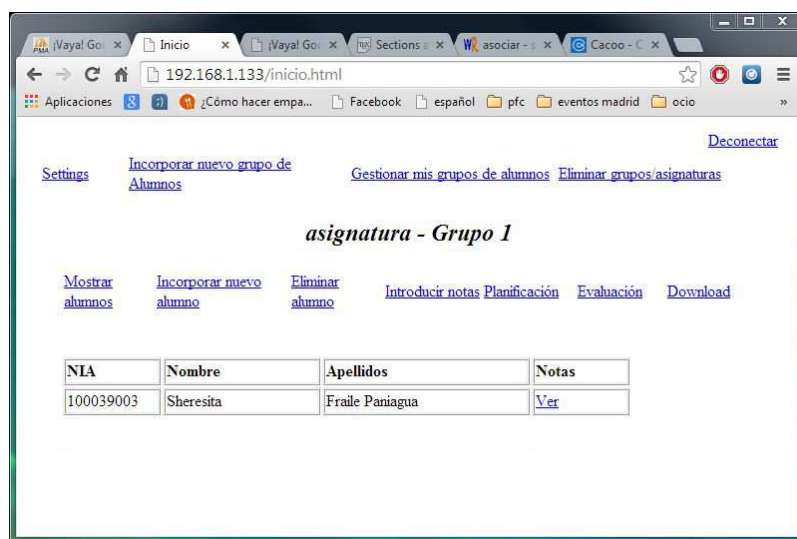 ¡Vaya! Go
Inicio
¡Vaya! Go
Sections
asociar -
Cacoo - C
192.168.1.133/inicio.html
Aplicaciones ¿Cómo hacer empa... Facebook español pfc eventos madrid ocio »
Deconectar
Settings Incorporar nuevo grupo de Alumnos Gestionar mis grupos de alumnos Eliminar grupos/asignaturas
asignatura - Grupo 1
Mostrar alumnos Incorporar nuevo alumno Eliminar alumno Introducir notas Planificación Evaluación Download
NIA Nombre Apellidos Notas
100039003 Sheresita Fraile Paniagua Ver